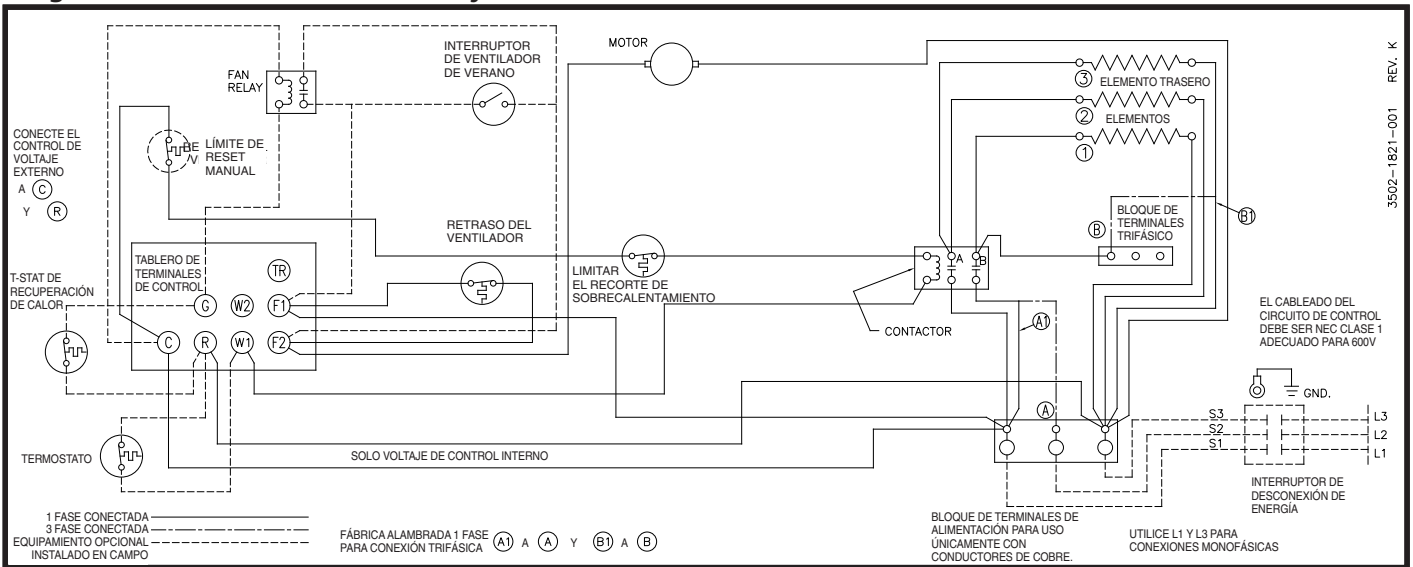 INTERRUPTOR
DE VENTILADOR
DE VERANO
MOTOR
FAN
RELAY
3
ELEMENTO TRASERO
2
ELEMENTOS
1
3502-1821-001 REV. K
CONECTE EL
CONTROL DE
VOLTAJE
EXTERNO
A C
Y R
LÍMITE DE
RESET
MANUAL
RETRASO DEL
VENTILADOR
B
BLOQUE DE
TERMINALES
TRIFÁSICO
B1
TABLERO DE
TERMINALES
DE CONTROL
TR
G W2 F1
C R W1 F2
T-STAT DE
RECUPERACIÓN
DE CALOR
LIMITAR
EL RECORTE DE
SOBRECALENTAMIENTO
A B
CONTACTOR
A1
A
EL CABLEADO DEL
CIRCUITO DE CONTROL
DEBE SER NEC CLASE 1
ADECUADO PARA 600V
GND.
S3 L3
S2 L2
S1 L1
TERMOSTATO
SOLO VOLTAJE DE CONTROL INTERNO
INTERRUPTOR DE
DESCONEXIÓN DE
ENERGÍA
1 FASE CONECTADA
3 FASE CONECTADA
EQUIPAMIENTO OPCIONAL
INSTALADO EN CAMPO
FÁBRICA ALAMBRADA 1 FASE
PARA CONEXIÓN TRIFÁSICA A1 A A Y B1 A B
BLOQUE DE TERMINALES DE
ALIMENTACIÓN PARA USO
ÚNICAMENTE CON
CONDUCTORES DE COBRE.
UTILICE L1 Y L3 PARA
CONEXIONES MONOFÁSICAS